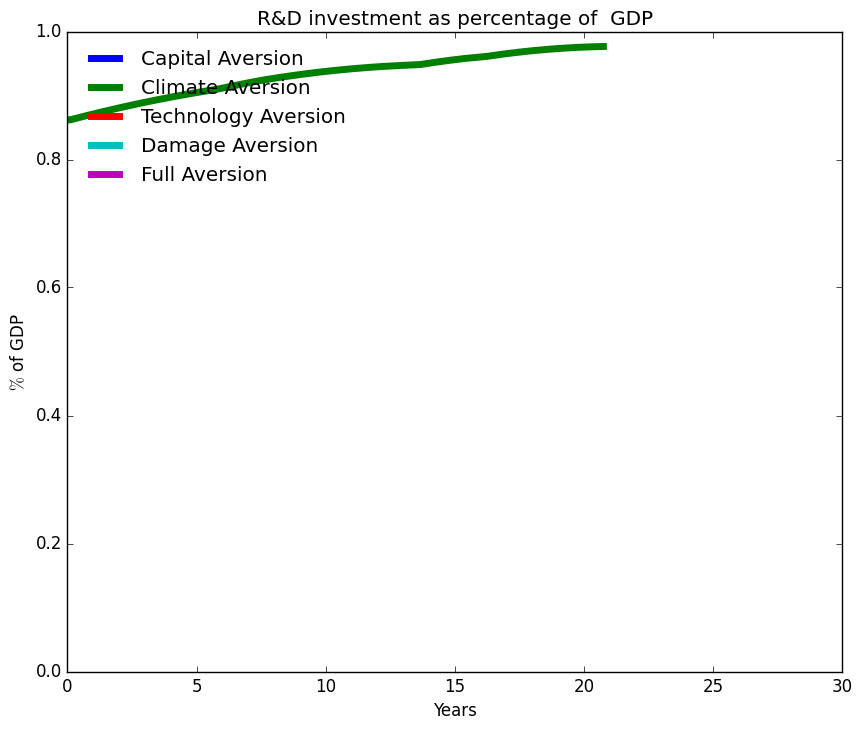 R&D investment as percentage of  GDP
1.0
0.8
0.6
0.4
0.2
0.0
% of GDP
Capital Aversion
Climate Aversion
Technology Aversion
Damage Aversion
Full Aversion
0 5 10 15 20 25 30
Years